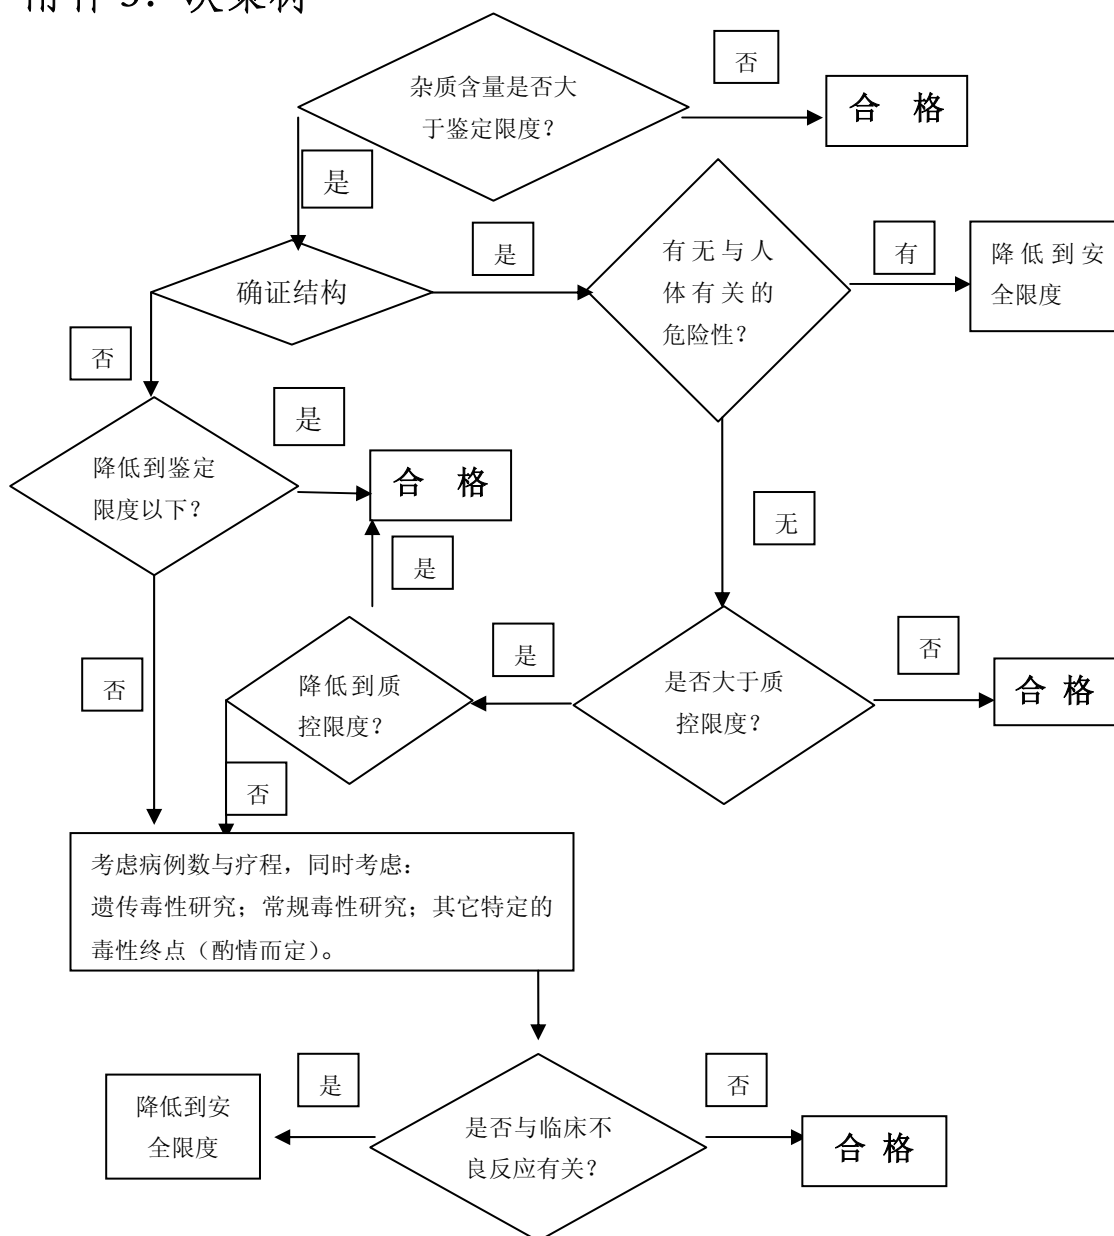 杂质含量是否大
于鉴定限度？
否
合 格
是
确证结构
是
有无与人
体有关的
危险性？
有
降低到安
全限度
否
降低到鉴定
限度以下？
是
合 格
无
是
否
降低到质
控限度？
是
是否大于质
控限度？
否
合 格
否
考虑病例数与疗程，同时考虑：
遗传毒性研究；常规毒性研究；其它特定的
毒性终点（酌情而定）。
降低到安
全限度
是
是否与临床不
良反应有关？
否
合 格